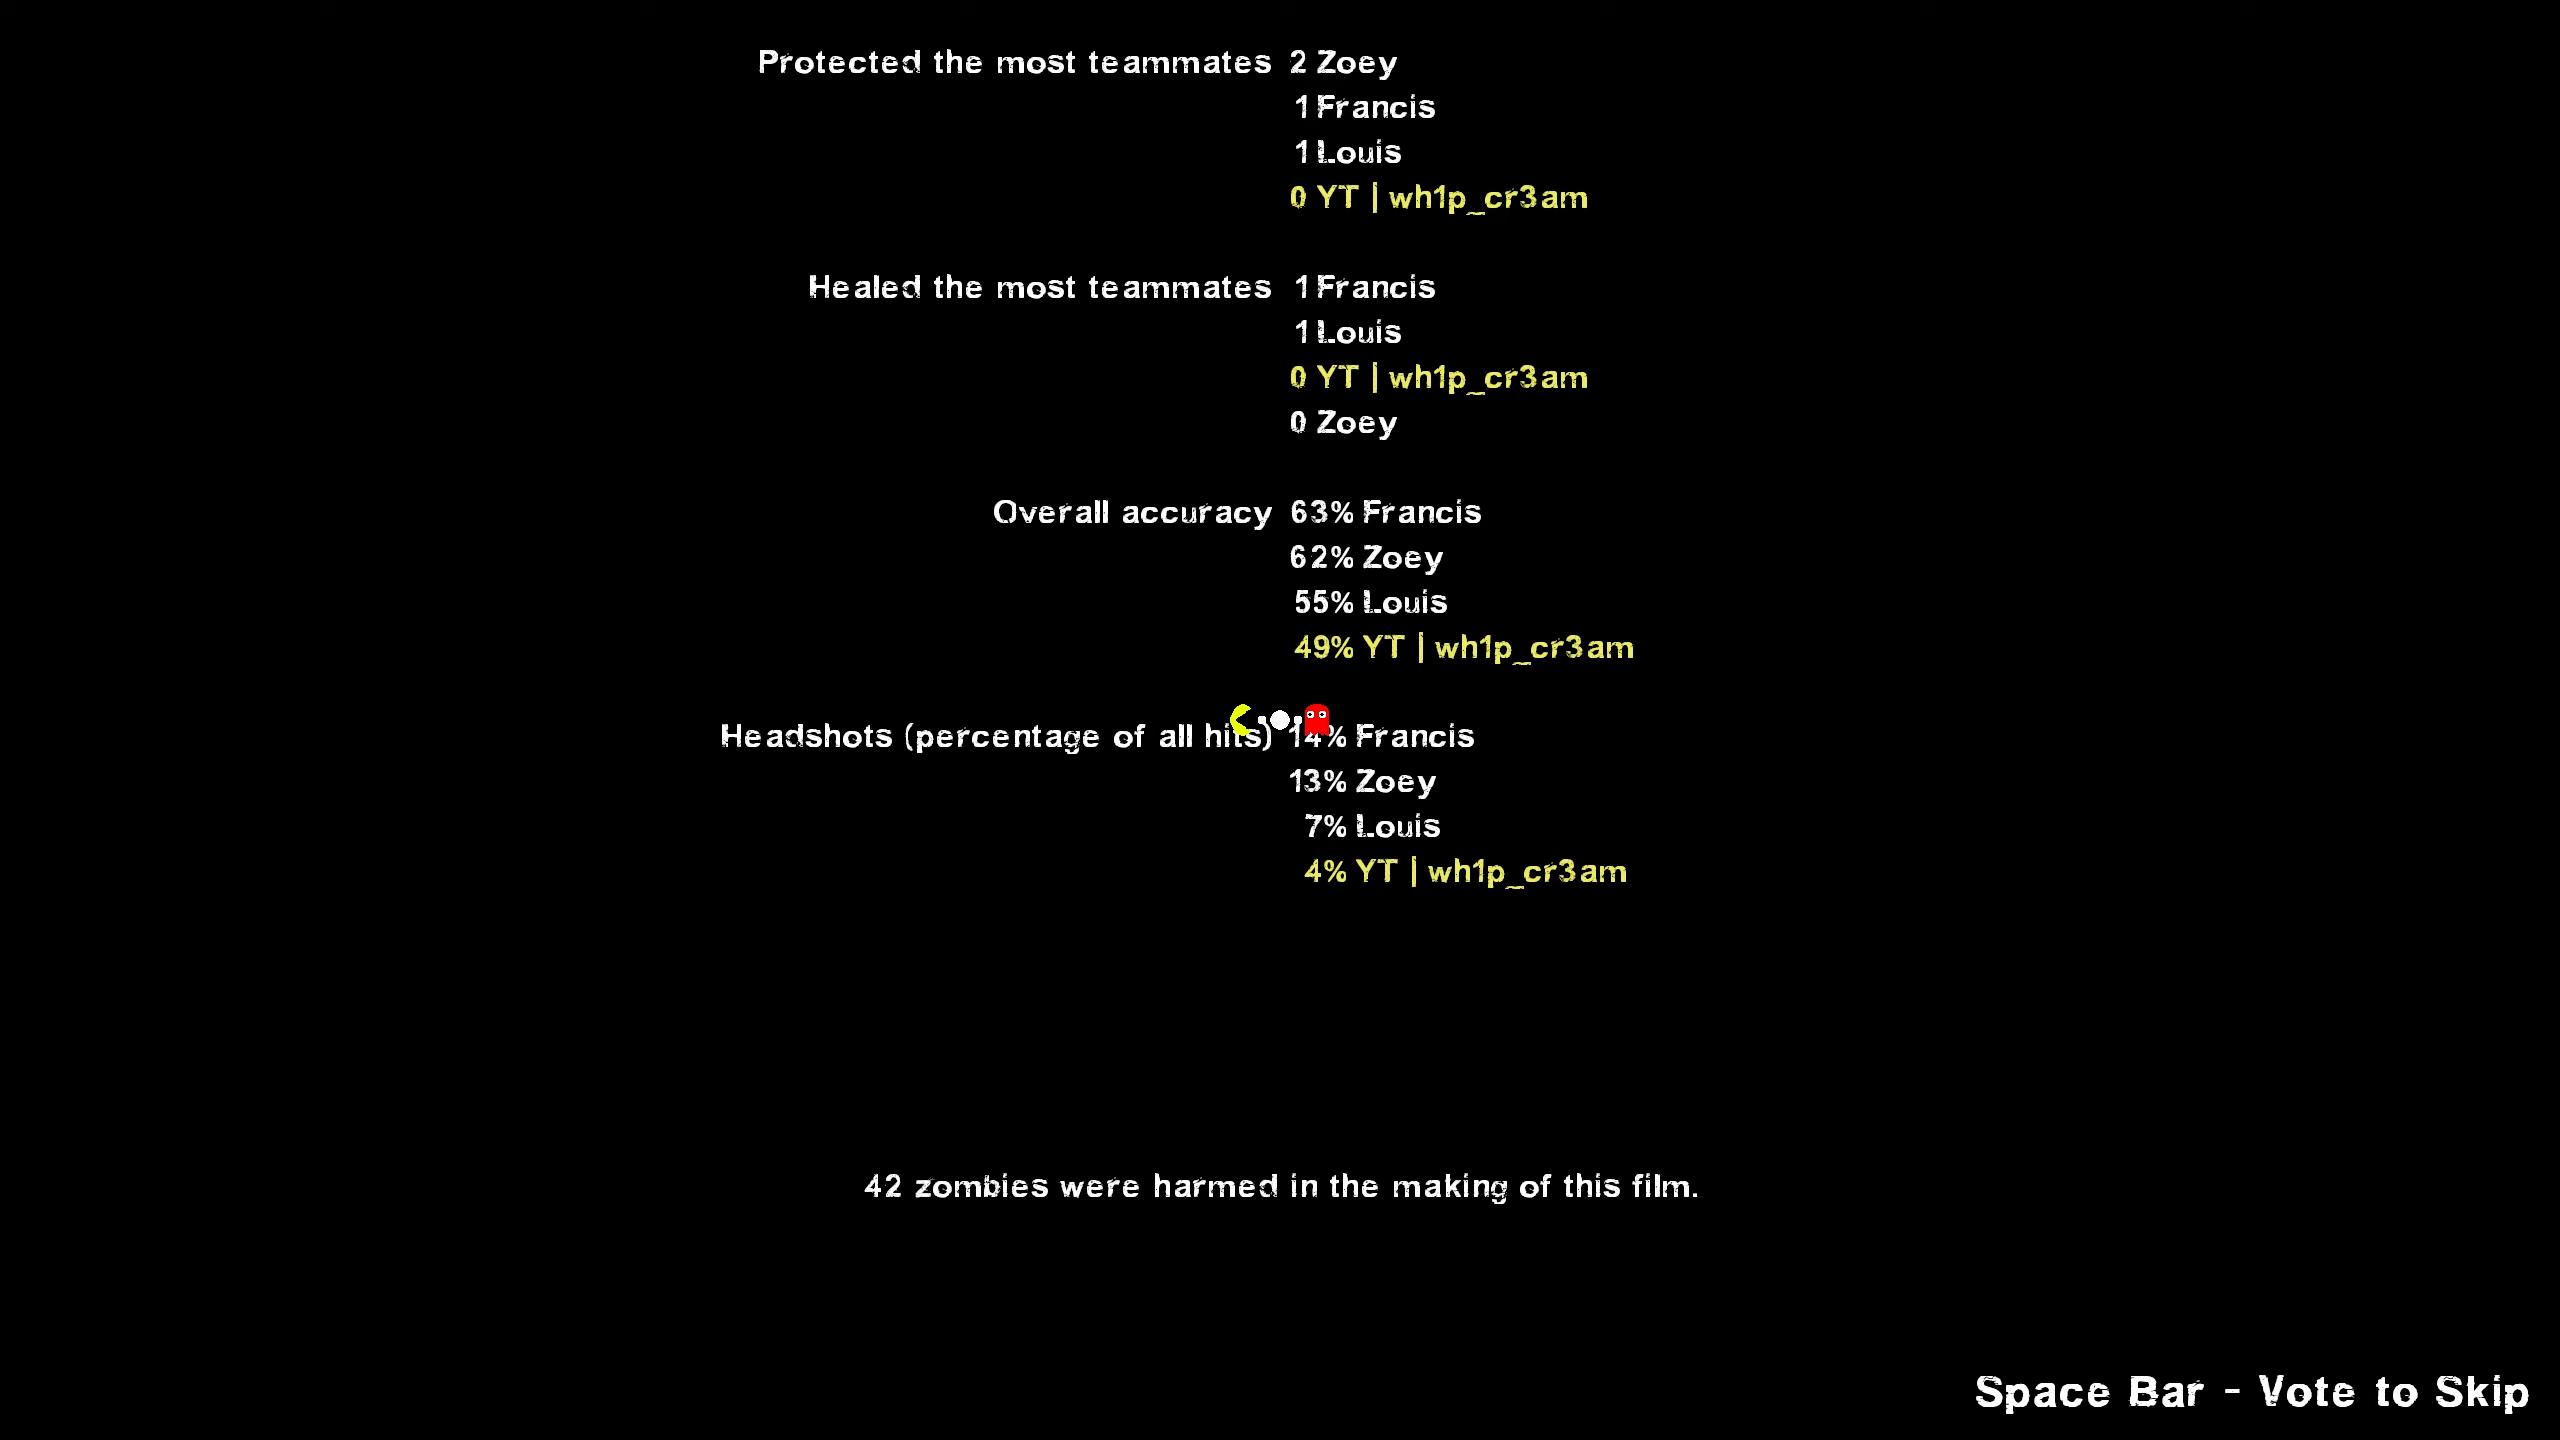 Protected the most teammates 2 Zoey
1 Francis
1 Louis
0 YT | wh1p_cr3am
Healed the most teammates 1 Francis
1 Louis
0 YT | wh1p_cr3am
0 Zoey
Overall accuracy 63% Francis
62% Zoey
55% Louis
49% YT | wh1p_cr3am
Headshots (percentage of all hits) 14% Francis
13% Zoey
7% Louis
4% YT | wh1p_cr3am
42 zombies were harmed in the making of this film.
Space Bar - Vote to Skip